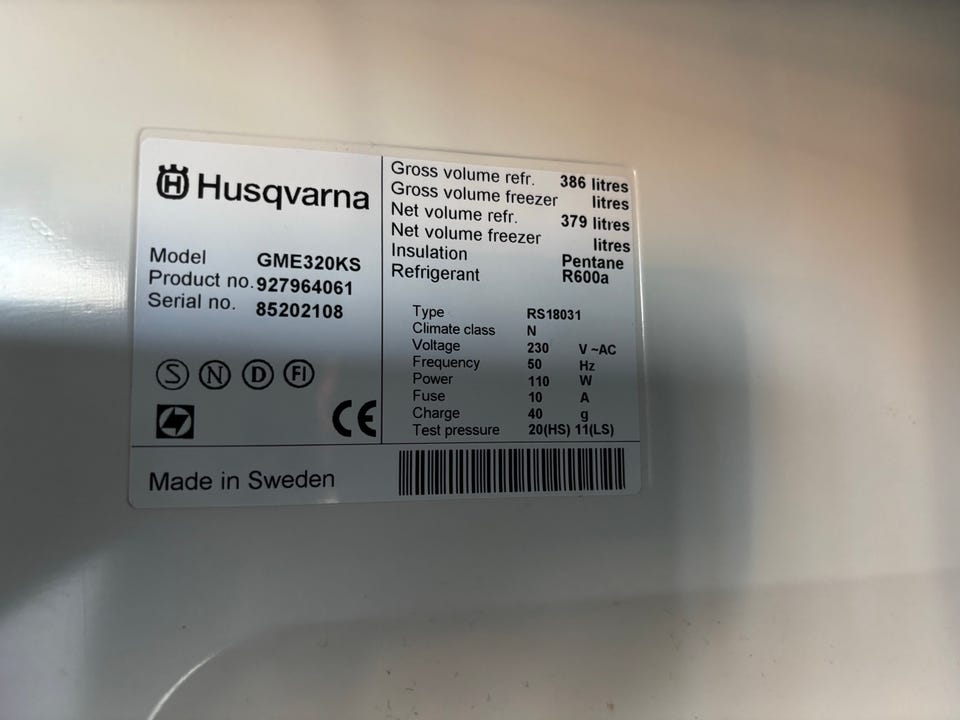 Husqvarna
Model GME320KS
Product no. 927964061
Serial no. 85202108
S N D FI
CE
Made in Sweden
Gross volume refr. 386 litres
Gross volume freezer litres
Net volume refr. 379 litres
Net volume freezer litres
Insulation Pentane
Refrigerant R600a
Type RS18031
Climate class N
Voltage 230 V ~AC
Frequency 50 Hz
Power 110 W
Fuse 10 A
Charge 40 g
Test pressure 20(HS) 11(LS)